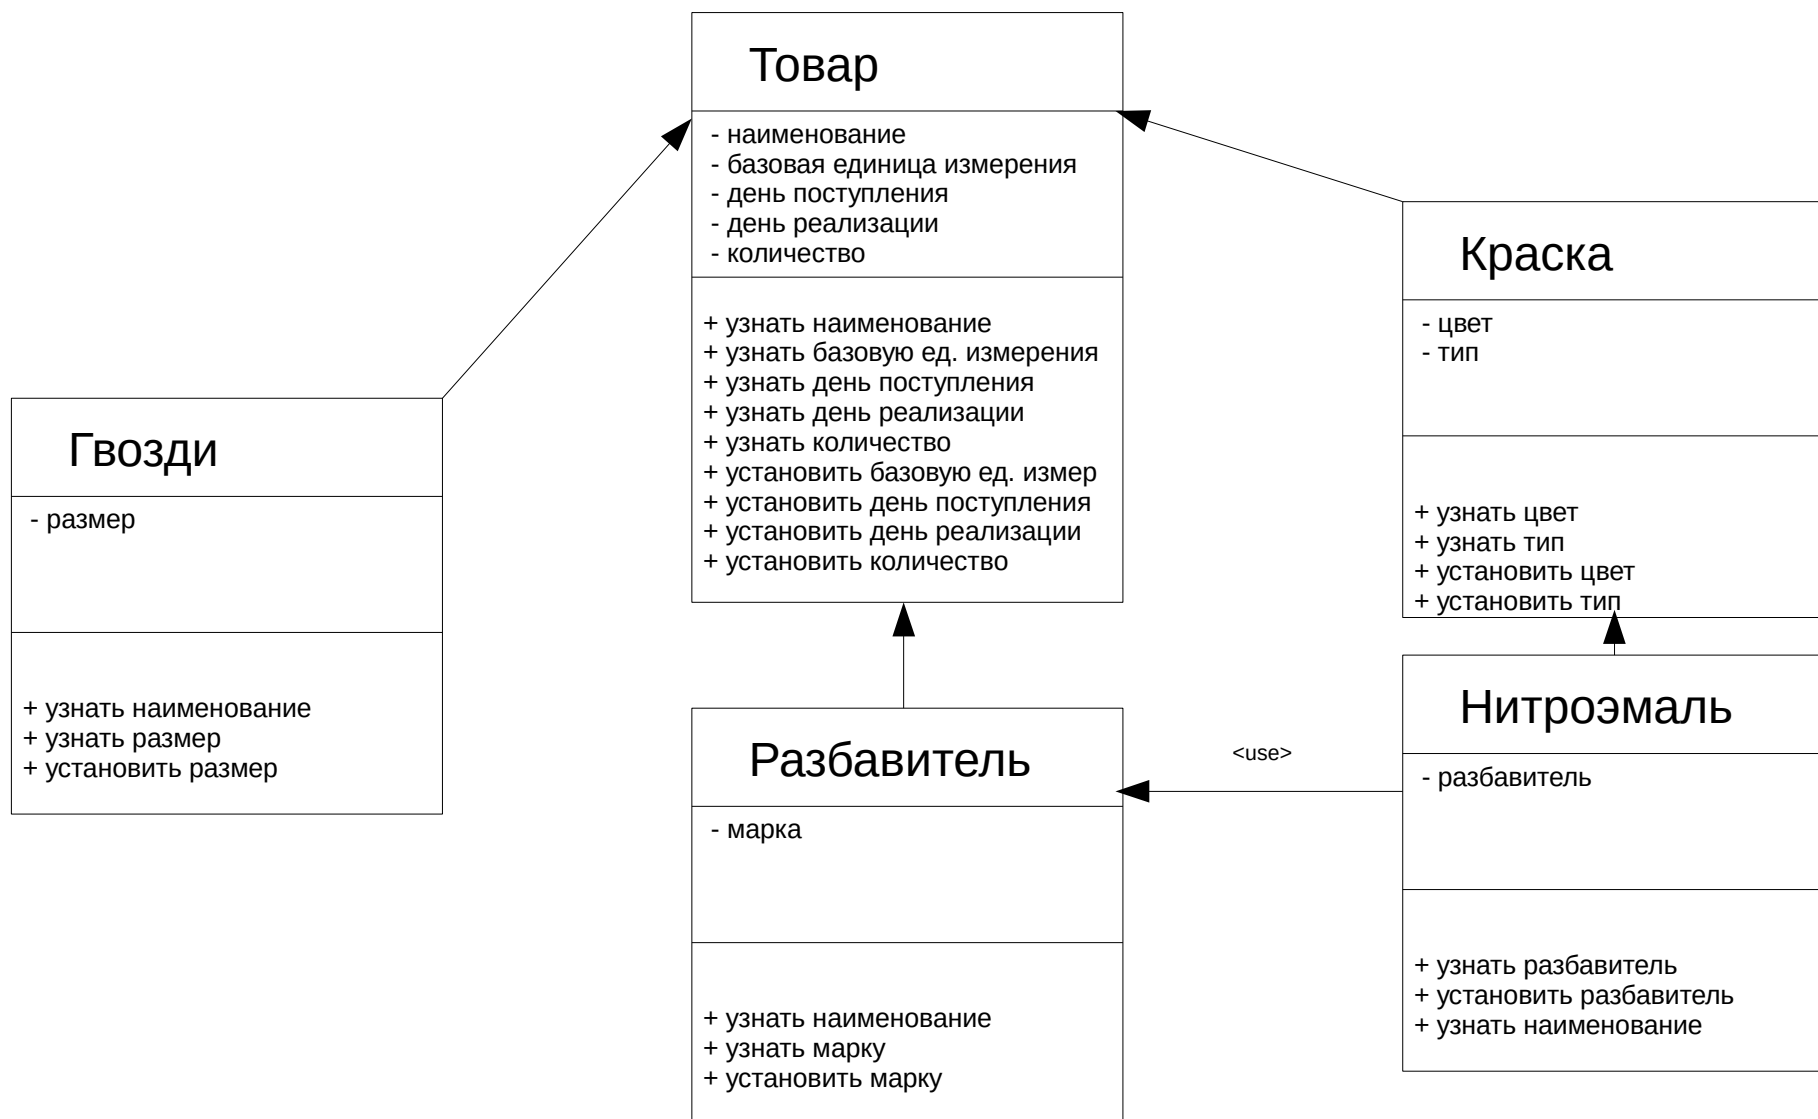 Товар
- наименование
- базовая единица измерения
- день поступления
- день реализации
- количество
+ узнать наименование
+ узнать базовую ед. измерения
+ узнать день поступления
+ узнать день реализации
+ узнать количество
+ установить базовую ед. измер
+ установить день поступления
+ установить день реализации
+ установить количество
Краска
- цвет
- тип
+ узнать цвет
+ узнать тип
+ установить цвет
+ установить тип
Гвозди
- размер
+ узнать наименование
+ узнать размер
+ установить размер
Разбавитель
- марка
+ узнать наименование
+ узнать марку
+ установить марку
<use>
Нитроэмаль
- разбавитель
+ узнать разбавитель
+ установить разбавитель
+ узнать наименование